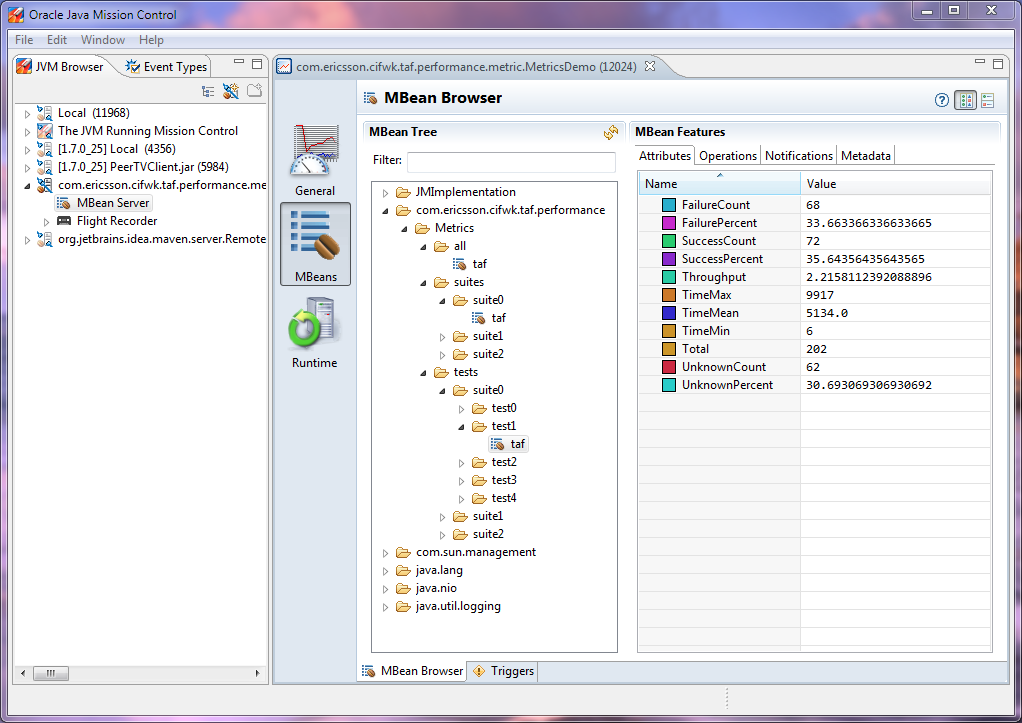 Oracle Java Mission Control
File Edit Window Help
JVM Browser
Event Types
Local (11968)
The JVM Running Mission Control
[1.7.0_25] Local (4356)
[1.7.0_25] PeerTVClient.jar (5984)
com.ericsson.cifwk.taf.performance.me
MBean Server
Flight Recorder
org.jetbrains.idea.maven.server.Remote
com.ericsson.cifwk.taf.performance.metric.MetricsDemo (12024)
MBean Browser
General
MBeans
Runtime
MBean Tree
Filter:
JMImplementation
com.ericsson.cifwk.taf.performance
Metrics
all
taf
suites
suite0
taf
suite1
suite2
tests
suite0
test0
test1
taf
test2
test3
test4
suite1
suite2
com.sun.management
java.lang
java.nio
java.util.logging
MBean Features
Attributes Operations Notifications Metadata
Name Value
FailureCount 68
FailurePercent 33.663366336633665
SuccessCount 72
SuccessPercent 35.64356435643565
Throughput 2.2158112392088896
TimeMax 9917
TimeMean 5134.0
TimeMin 6
Total 202
UnknownCount 62
UnknownPercent 30.693069306930692
MBean Browser
Triggers